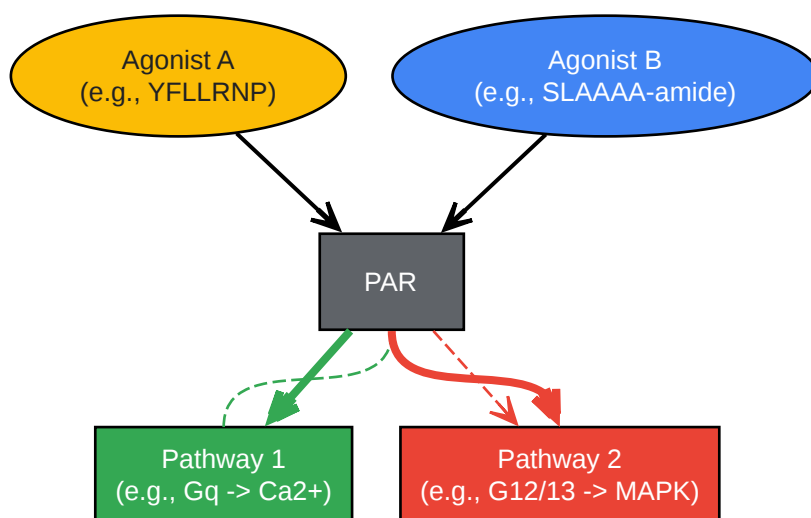 Agonist A
(e.g., YFLLRNP)
Agonist B
(e.g., SLAAAA-amide)
PAR
Pathway 1
(e.g., Gq -> Ca2+)
Pathway 2
(e.g., G12/13 -> MAPK)